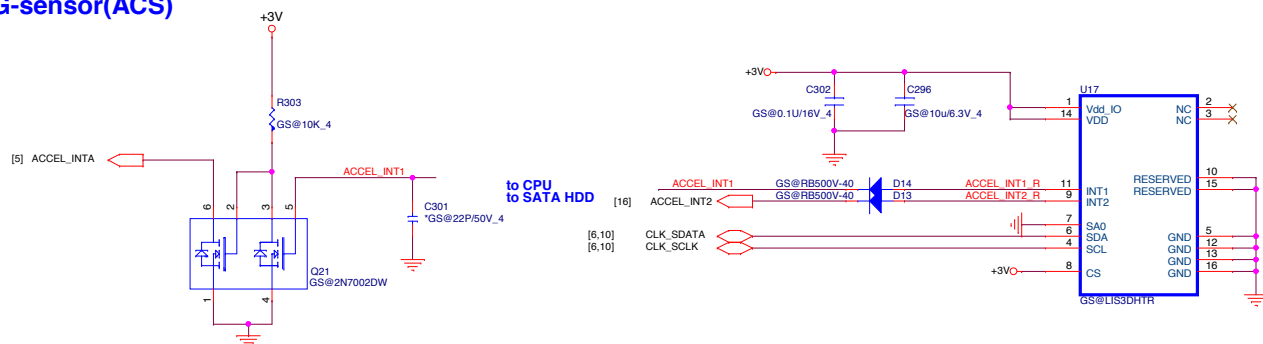 G-sensor(ACS)
+3V
R303
GS@10K_4
[5] ACCEL_INTA
ACCEL_INT1
C301
*GS@22P/50V_4
6
2
3
5
Q21
GS@2N7002DW
1
4
to CPU
to SATA HDD
+3V
C302
GS@0.1U/16V_4
C296
GS@10u/6.3V_4
ACCEL_INT1
GS@RB500V-40
D14
ACCEL_INT1_R
[16] ACCEL_INT2
GS@RB500V-40
D13
ACCEL_INT2_R
[6,10] CLK_SDATA
[6,10] CLK_SCLK
+3V
U17
1 Vdd_IO
14 VDD
11 INT1
9 INT2
7 SA0
6 SDA
4 SCL
8 CS
NC 2
NC 3
RESERVED 10
RESERVED 15
GND 5
GND 12
GND 13
GND 16
GS@LIS3DHTR